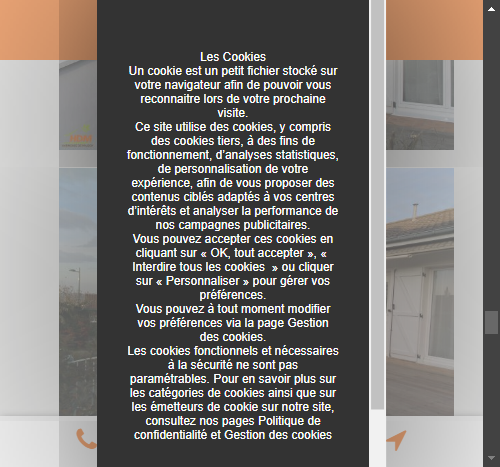 Les Cookies
Un cookie est un petit fichier stocké sur
votre navigateur afin de pouvoir vous
reconnaitre lors de votre prochaine
visite.
Ce site utilise des cookies, y compris
des cookies tiers, à des fins de
fonctionnement, d'analyses statistiques,
de personnalisation de votre
expérience, afin de vous proposer des
contenus ciblés adaptés à vos centres
d'intérêts et analyser la performance de
nos campagnes publicitaires.
Vous pouvez accepter ces cookies en
cliquant sur « OK, tout accepter », «
Interdire tous les cookies » ou cliquer
sur « Personnaliser » pour gérer vos
préférences.
Vous pouvez à tout moment modifier
vos préférences via la page Gestion
des cookies.
Les cookies fonctionnels et nécessaires
à la sécurité ne sont pas
paramétrables. Pour en savoir plus sur
les catégories de cookies ainsi que sur
les émetteurs de cookie sur notre site,
consultez nos pages Politique de
confidentialité et Gestion des cookies